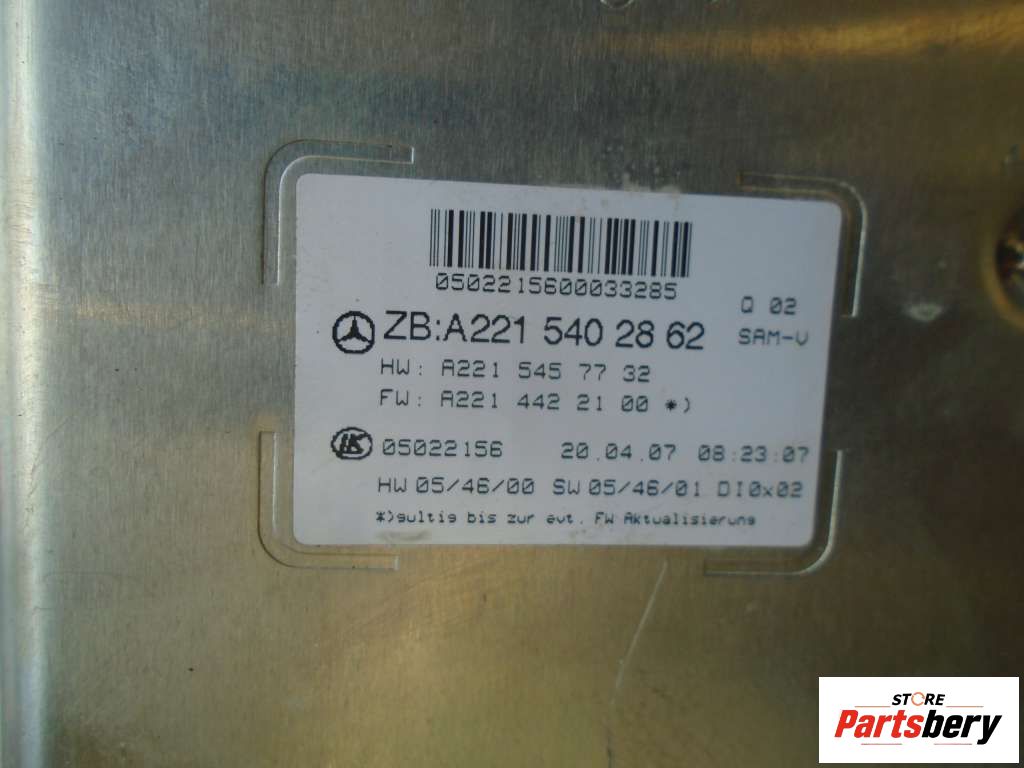 0502215600033285
Q 02
ZB:A221 540 28 62
SAM-V
HW: A221 545 77 32
FW: A221 442 21 00 *)
05022156 20.04.07 08:23:07
HW 05/46/00 SW 05/46/01 DI0x02
*)gultig bis zur evt. FW Aktualisierung
STORE
Partsbery